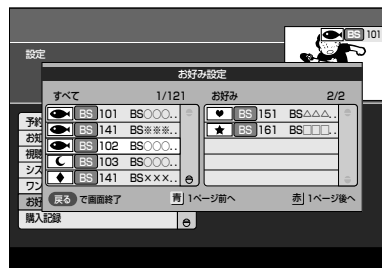 BS 101
設定
お好み設定
すべて 1/121 お好み 2/2
BS 101 BS○○○..
BS 141 BS※※※..
BS 102 BS○○○..
BS 103 BS○○○..
BS 141 BS×××..
BS 151 BS△△△..
BS 161 BS□□□..
戻る で画面終了 青 1ページ前へ 赤 1ページ後へ
予約
お知
視聴
シス
ワン
お好
購入記録